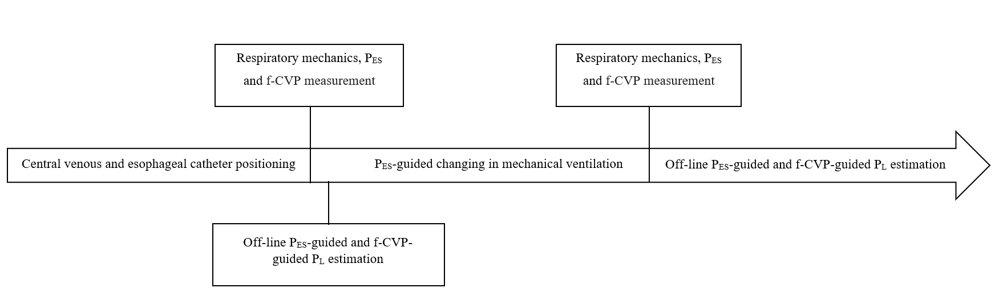 Respiratory mechanics, PES
and f-CVP measurement
Respiratory mechanics, PES
and f-CVP measurement
Central venous and esophageal catheter positioning
PES-guided changing in mechanical ventilation
Off-line PES-guided and f-CVP-guided PL estimation
Off-line PES-guided and f-CVP-
guided PL estimation